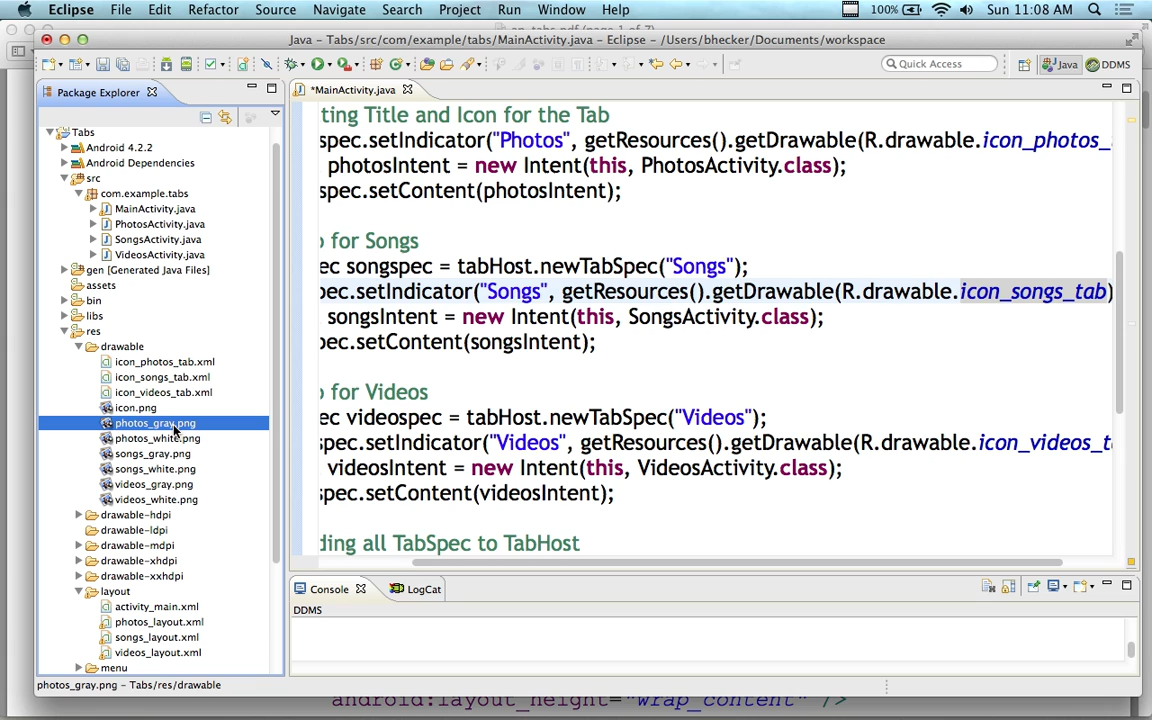 Eclipse File Edit Refactor Source Navigate Search Project Run Window Help 100% Sun 11:08 AM
Java – Tabs/src/com/example/tabs/MainActivity.java – Eclipse – /Users/bhecker/Documents/workspace
Quick Access Java DDMS
Package Explorer
*MainActivity.java
Tabs
Android 4.2.2
Android Dependencies
src
com.example.tabs
MainActivity.java
PhotosActivity.java
SongsActivity.java
VideosActivity.java
gen [Generated Java Files]
assets
bin
libs
res
drawable
icon_photos_tab.xml
icon_songs_tab.xml
icon_videos_tab.xml
icon.png
photos_gray.png
photos_white.png
songs_gray.png
songs_white.png
videos_gray.png
videos_white.png
drawable-hdpi
drawable-ldpi
drawable-mdpi
drawable-xhdpi
drawable-xxhdpi
layout
activity_main.xml
photos_layout.xml
songs_layout.xml
videos_layout.xml
menu
ting Title and Icon for the Tab
spec.setIndicator("Photos", getResources().getDrawable(R.drawable.icon_photos_
photosIntent = new Intent(this, PhotosActivity.class);
spec.setContent(photosIntent);
for Songs
ec songspec = tabHost.newTabSpec("Songs");
pec.setIndicator("Songs", getResources().getDrawable(R.drawable.icon_songs_tab)
songsIntent = new Intent(this, SongsActivity.class);
pec.setContent(songsIntent);
for Videos
ec videospec = tabHost.newTabSpec("Videos");
spec.setIndicator("Videos", getResources().getDrawable(R.drawable.icon_videos_t
videosIntent = new Intent(this, VideosActivity.class);
spec.setContent(videosIntent);
ding all TabSpec to TabHost
Console LogCat
DDMS
photos_gray.png – Tabs/res/drawable
android:layout_height="wrap_content" />